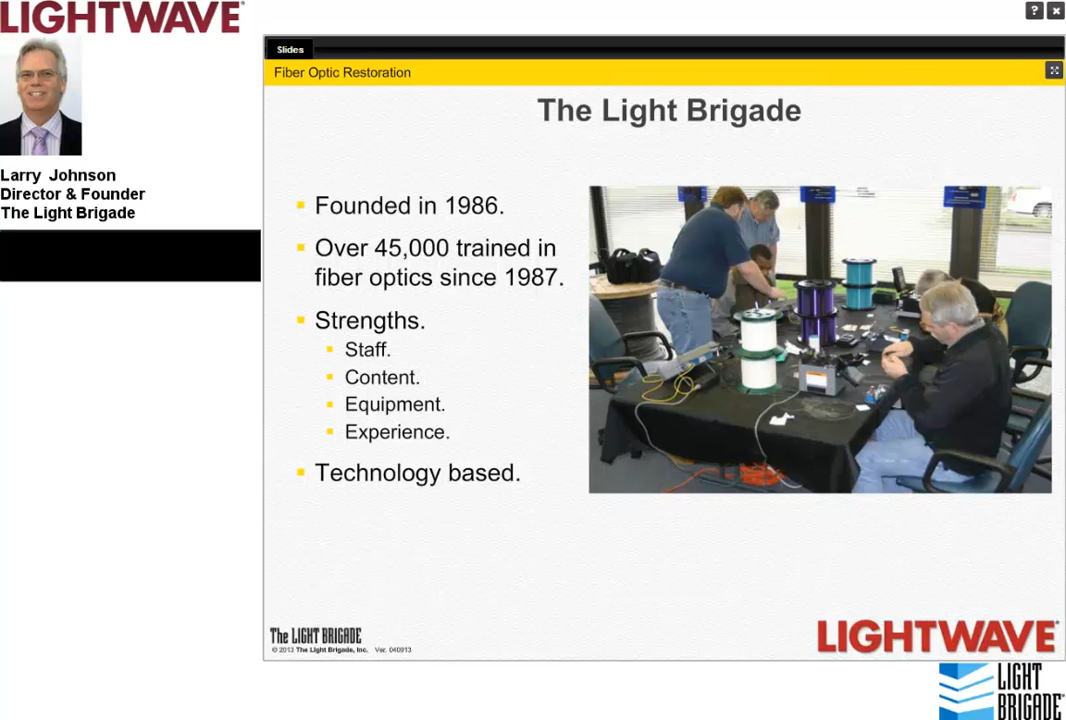 LIGHTWAVE®
? ×
Larry Johnson
Director & Founder
The Light Brigade
Slides
Fiber Optic Restoration
The Light Brigade
Founded in 1986.
Over 45,000 trained in
fiber optics since 1987.
Strengths.
Staff.
Content.
Equipment.
Experience.
Technology based.
The LIGHT BRIGADE
© 2013 The Light Brigade, Inc. Ver. 040913
LIGHTWAVE®
LIGHT
BRIGADE®